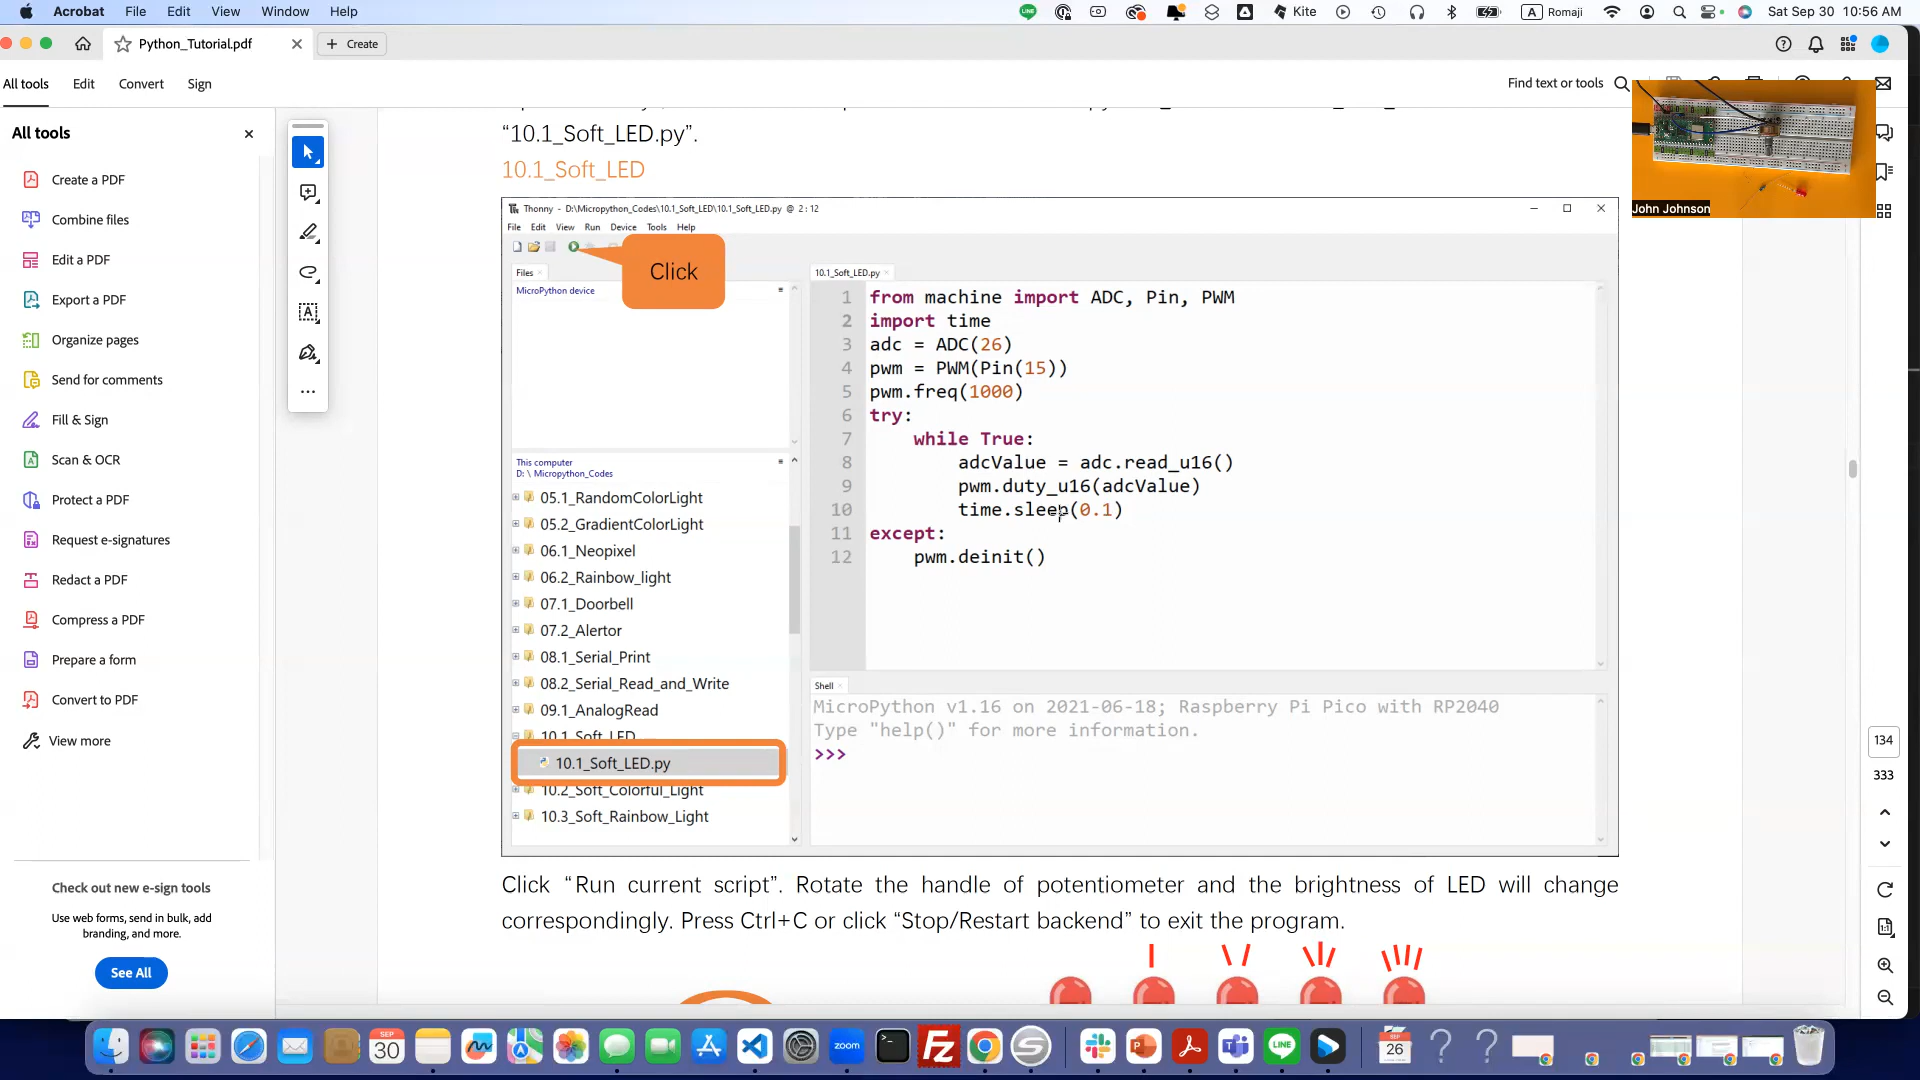 Acrobat File Edit View Window Help
Kite
A Romaji
Sat Sep 30 10:56 AM
Python_Tutorial.pdf
Create
All tools Edit Convert Sign
Find text or tools
All tools
Create a PDF
Combine files
Edit a PDF
Export a PDF
Organize pages
Send for comments
Fill & Sign
Scan & OCR
Protect a PDF
Request e-signatures
Redact a PDF
Compress a PDF
Prepare a form
Convert to PDF
View more
Check out new e-sign tools
Use web forms, send in bulk, add
branding, and more.
See All
“10.1_Soft_LED.py”.
10.1_Soft_LED
Thonny - D:\Micropython_Codes\10.1_Soft_LED\10.1_Soft_LED.py @ 2 : 12
File Edit View Run Device Tools Help
Click
Files
MicroPython device
This computer
D: \ Micropython_Codes
05.1_RandomColorLight
05.2_GradientColorLight
06.1_Neopixel
06.2_Rainbow_light
07.1_Doorbell
07.2_Alertor
08.1_Serial_Print
08.2_Serial_Read_and_Write
09.1_AnalogRead
10.1_Soft_LED
10.1_Soft_LED.py
10.2_Soft_Colorful_Light
10.3_Soft_Rainbow_Light
10.1_Soft_LED.py
1 from machine import ADC, Pin, PWM
2 import time
3 adc = ADC(26)
4 pwm = PWM(Pin(15))
5 pwm.freq(1000)
6 try:
7 while True:
8 adcValue = adc.read_u16()
9 pwm.duty_u16(adcValue)
10 time.sleep(0.1)
11 except:
12 pwm.deinit()
Shell
MicroPython v1.16 on 2021-06-18; Raspberry Pi Pico with RP2040
Type "help()" for more information.
>>>
Click “Run current script”. Rotate the handle of potentiometer and the brightness of LED will change
correspondingly. Press Ctrl+C or click “Stop/Restart backend” to exit the program.
John Johnson
134
333
1:1
SEP
30
zoom
LINE
SEP
26